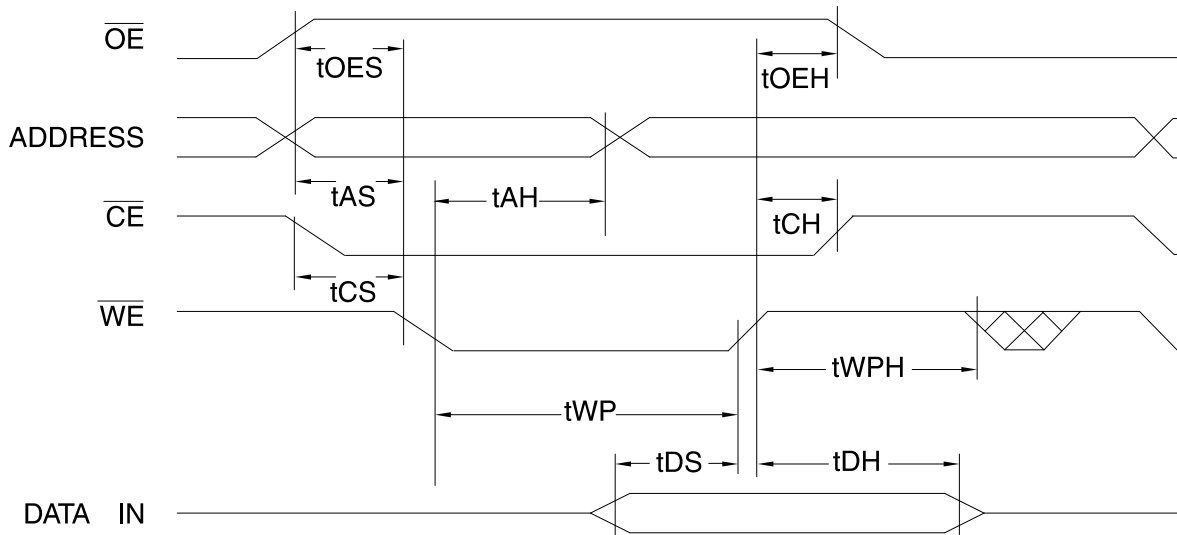 OE
tOES
tOEH
ADDRESS
tAS
tAH
CE
tCH
tCS
WE
tWPH
tWP
tDS
tDH
DATA IN